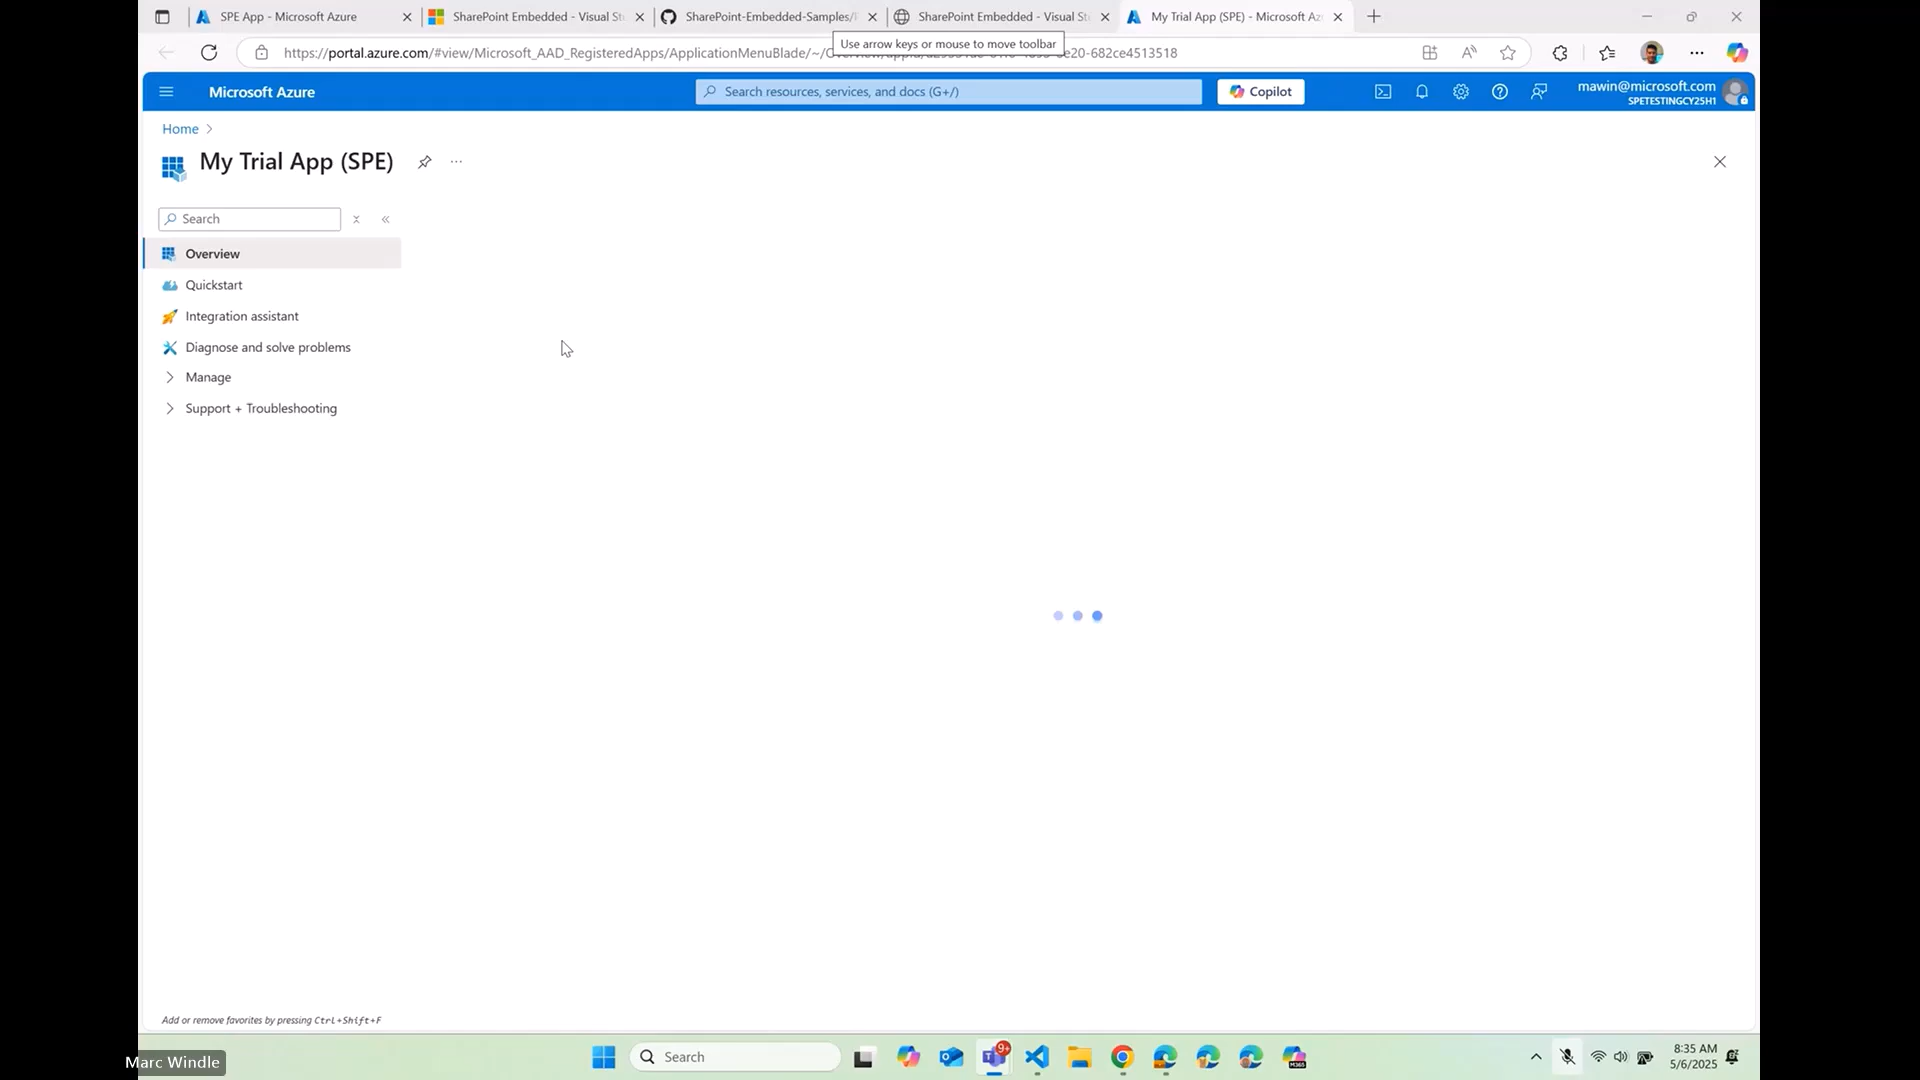 SPE App - Microsoft Azure
SharePoint Embedded - Visual St
SharePoint-Embedded-Samples/
SharePoint Embedded - Visual St
My Trial App (SPE) - Microsoft Az
Use arrow keys or mouse to move toolbar
https://portal.azure.com/#view/Microsoft_AAD_RegisteredApps/ApplicationMenuBlade/~/O
e20-682ce4513518
Microsoft Azure
Search resources, services, and docs (G+/)
Copilot
mawin@microsoft.com
SPETESTINGCY25H1
Home
My Trial App (SPE)
Search
Overview
Quickstart
Integration assistant
Diagnose and solve problems
Manage
Support + Troubleshooting
Add or remove favorites by pressing Ctrl+Shift+F
Marc Windle
Search
9+
M365
8:35 AM
5/6/2025